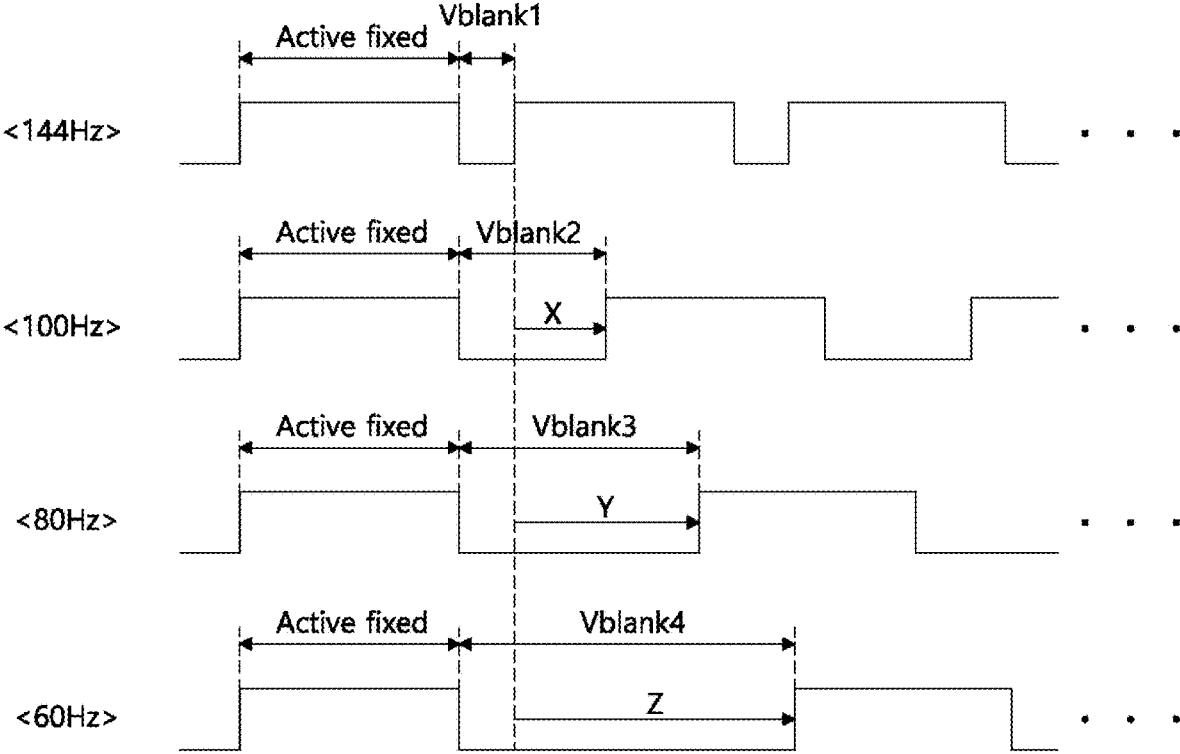 Vblank1
Active fixed
<144Hz>
Active fixed Vblank2
X
<100Hz>
Active fixed Vblank3
Y
<80Hz>
Active fixed Vblank4
Z
<60Hz>